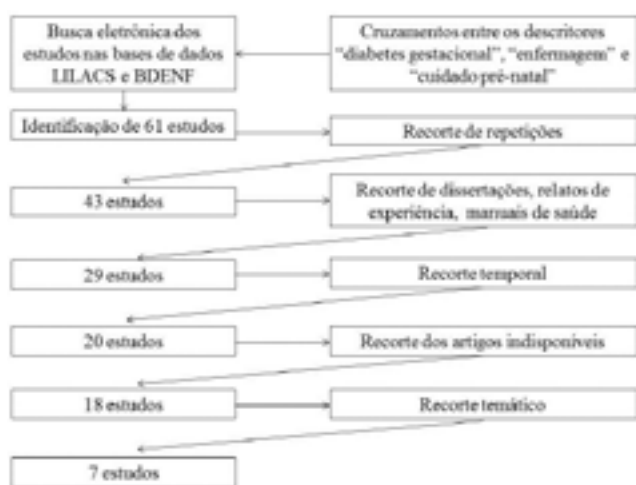 Busca eletrônica dos
estudos nas bases de dados
LILACS e BDENF
Cruzamentos entre os descritores
"diabetes gestacional", "enfermagem" e
"cuidado pré-natal"
Identificação de 61 estudos
Recorte de repetições
43 estudos
Recorte de dissertações, relatos de
experiência, manuais de saúde
29 estudos
Recorte temporal
20 estudos
Recorte dos artigos indisponíveis
18 estudos
Recorte temático
7 estudos